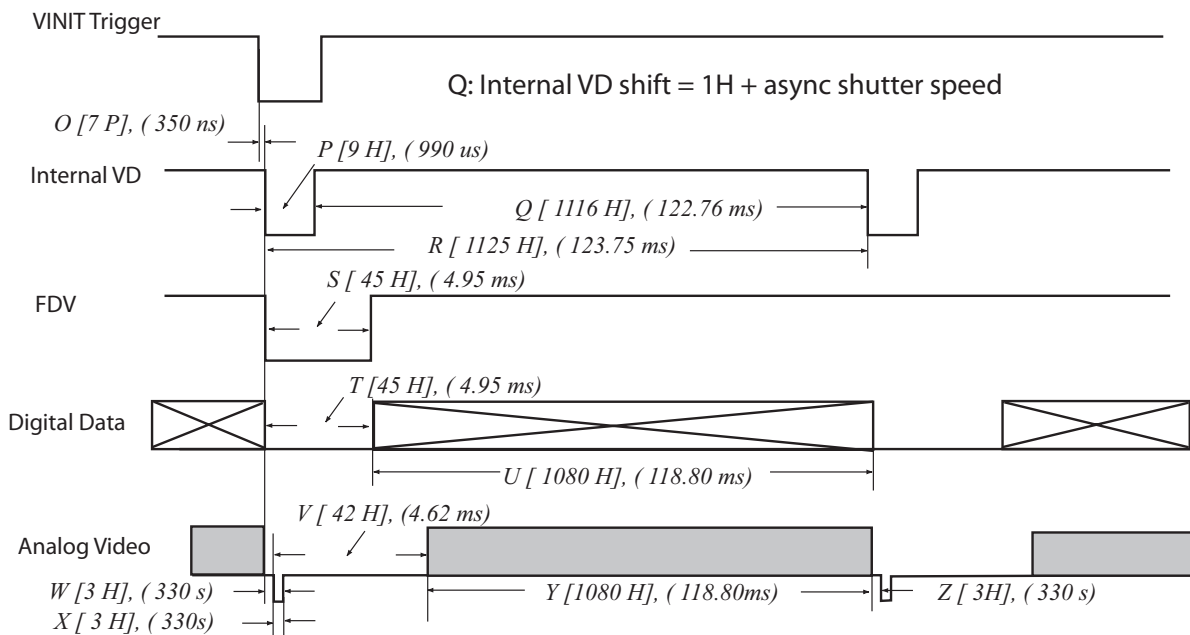 VINIT Trigger
Q: Internal VD shift = 1H + async shutter speed
O [7 P], ( 350 ns)
P [9 H], ( 990 us)
Internal VD
Q [ 1116 H], ( 122.76 ms)
R [ 1125 H], ( 123.75 ms)
S [ 45 H], ( 4.95 ms)
FDV
T [45 H], ( 4.95 ms)
Digital Data
U [ 1080 H], ( 118.80 ms)
V [ 42 H], (4.62 ms)
Analog Video
W [3 H], ( 330 s)
Y [1080 H], ( 118.80ms)
Z [ 3H], ( 330 s)
X [ 3 H], ( 330s)